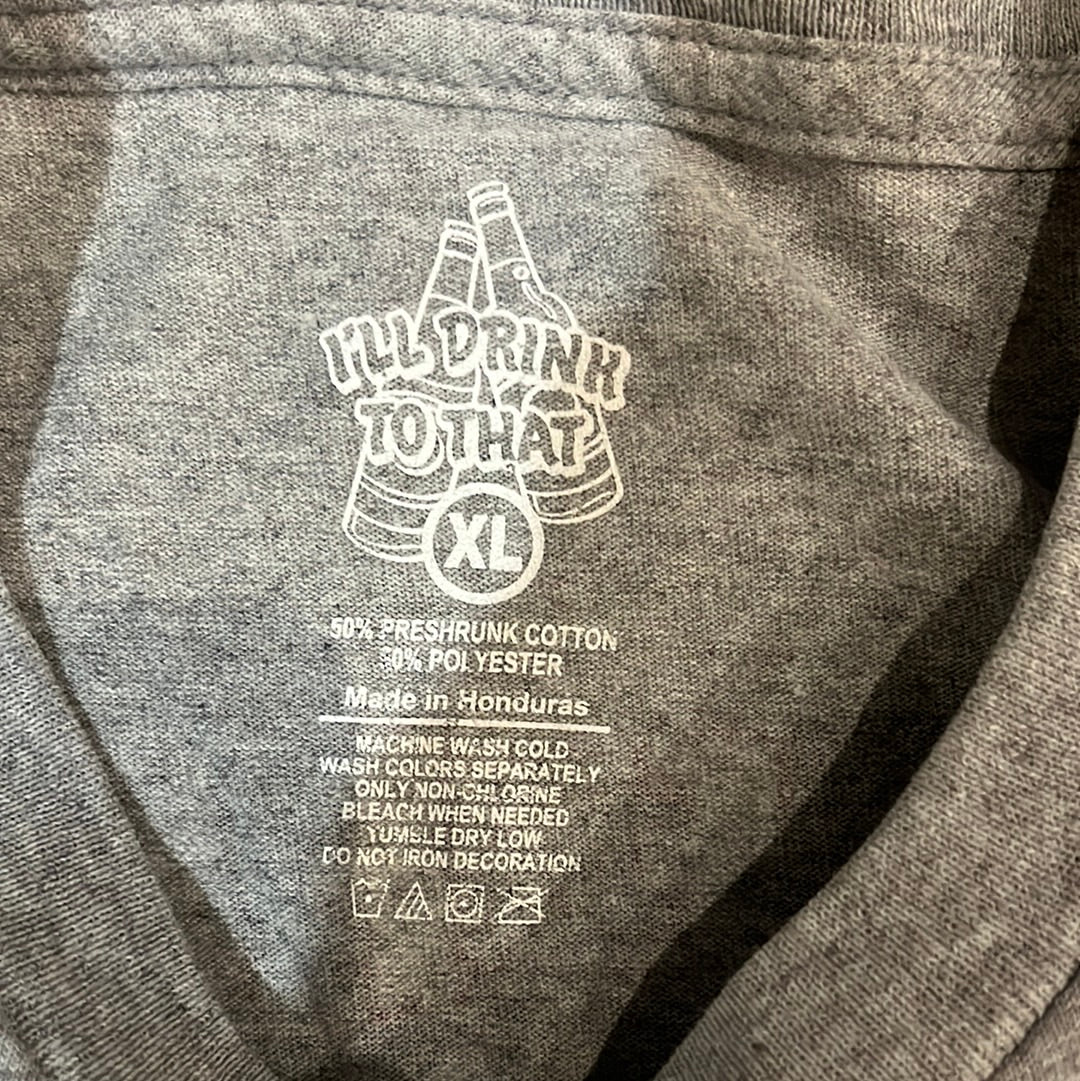 I'LL DRINK
TO THAT
XL
50% PRESHRUNK COTTON
0% POLYESTER
Made in Honduras
MACHINE WASH COLD
WASH COLORS SEPARATELY
ONLY NON-CHLORINE
BLEACH WHEN NEEDED
TUMBLE DRY LOW
DO NOT IRON DECORATION